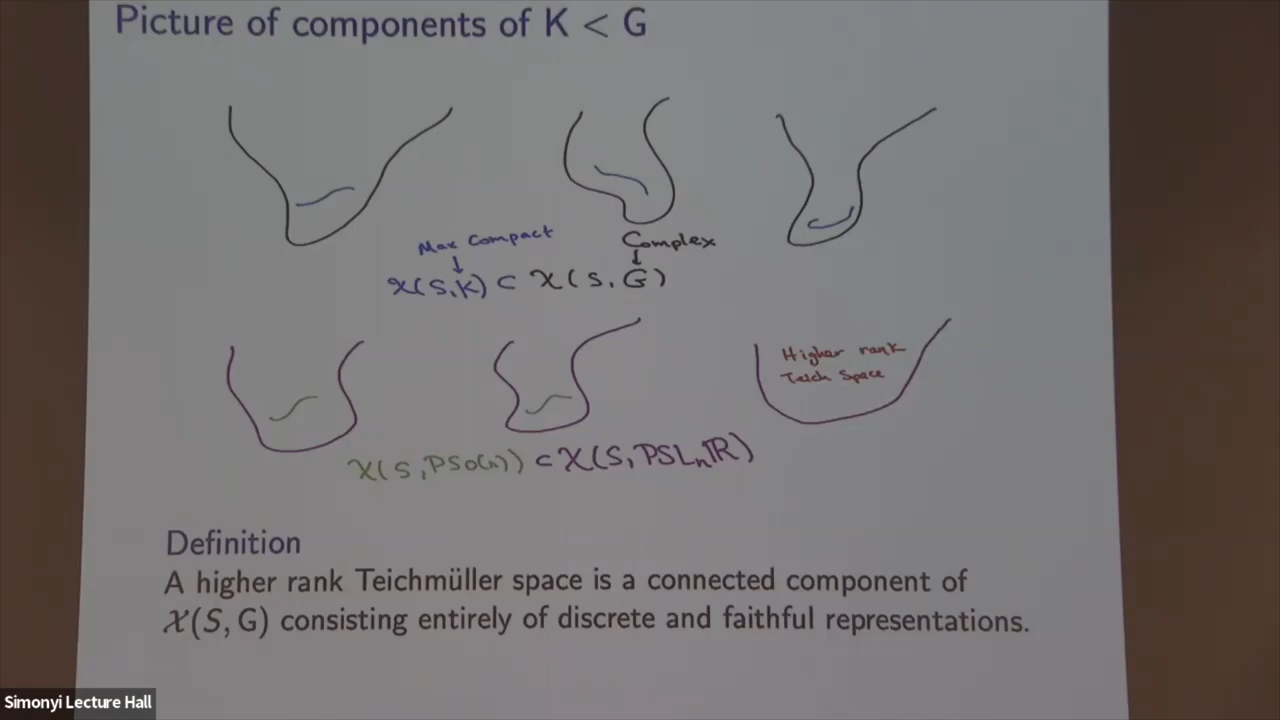 Picture of components of K < G
Max Compact
Complex
↓
↓
𝒳(S,K) ⊂ 𝒳(S,G)
Higher rank
Teich Space
𝒳(S,PSO(n)) ⊂ 𝒳(S,PSLₙℝ)
Definition
A higher rank Teichmüller space is a connected component of
𝒳(S, G) consisting entirely of discrete and faithful representations.
Simonyi Lecture Hall